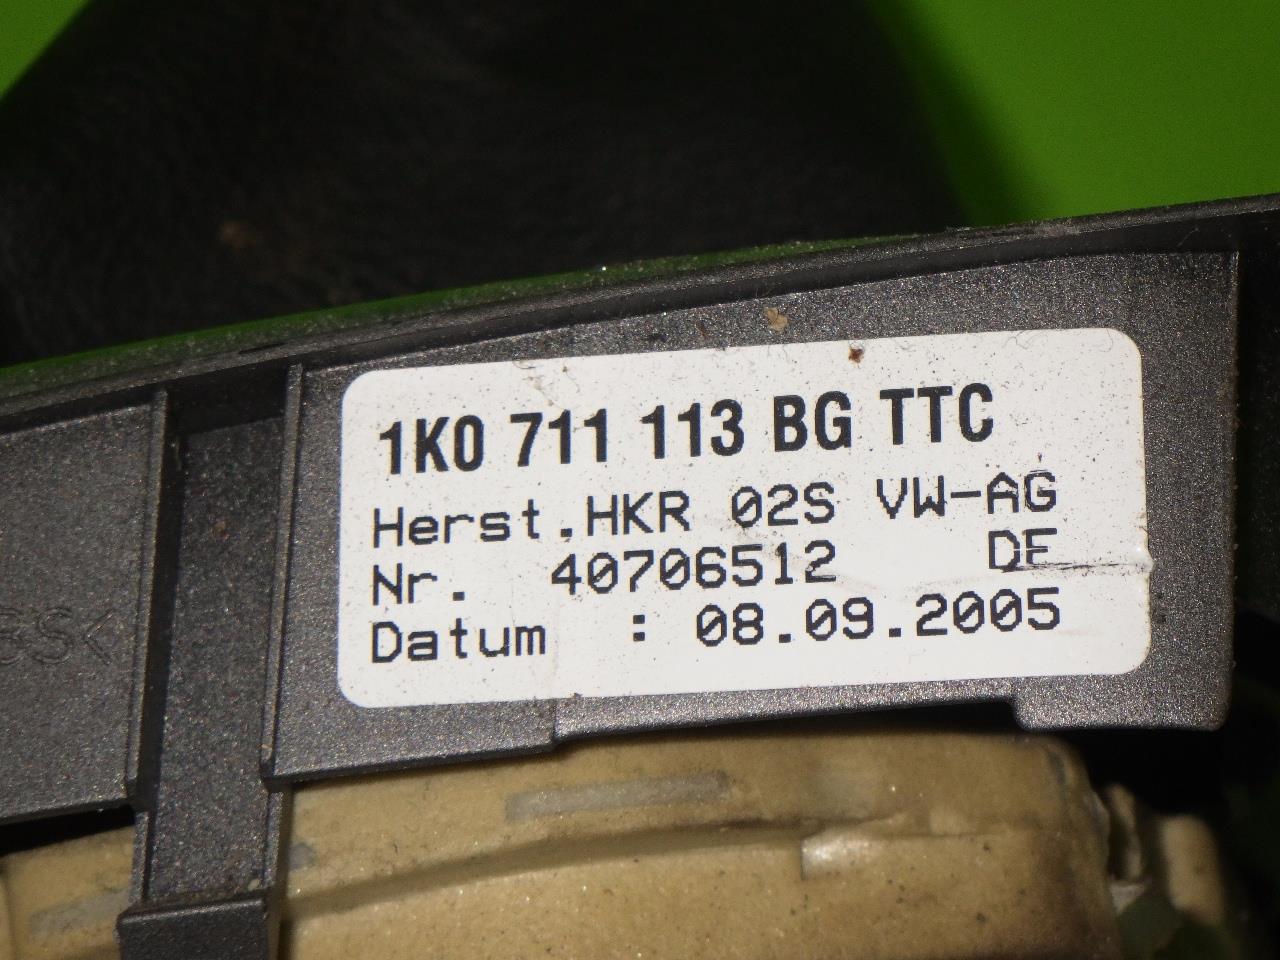 1K0 711 113 BG TTC
Herst.HKR 02S VW-AG
Nr. 40706512 DE
Datum : 08.09.2005